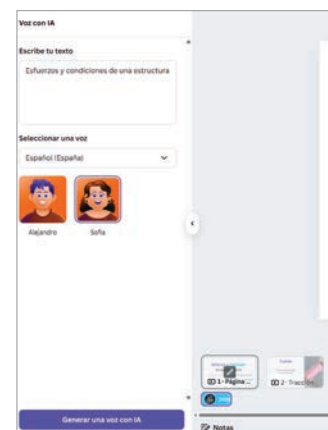 Voz con IA
Escribe tu texto
Esfuerzos y condiciones de una estructura
Seleccionar una voz
Español (España)
Alejandro
Sofía
Generar una voz con IA
1 - Página ...
2 - Tracción
Notas